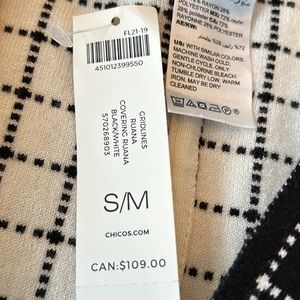 FL21-19
451012399550
GRIDLINES
RUANA
COVERING RUANA
BLACK/WHITE
570268903
S/M
CHICOS.COM
CAN:$109.00
RAYON 28%
POLYESTER
US: WITH SIMILAR COLORS.
MACHINE WASH COLD.
GENTLE CYCLE. ONLY
NON-CHLORINE BLEACH.
TUMBLE DRY LOW. WARM
IRON. MAY BE DRY
CLEANED